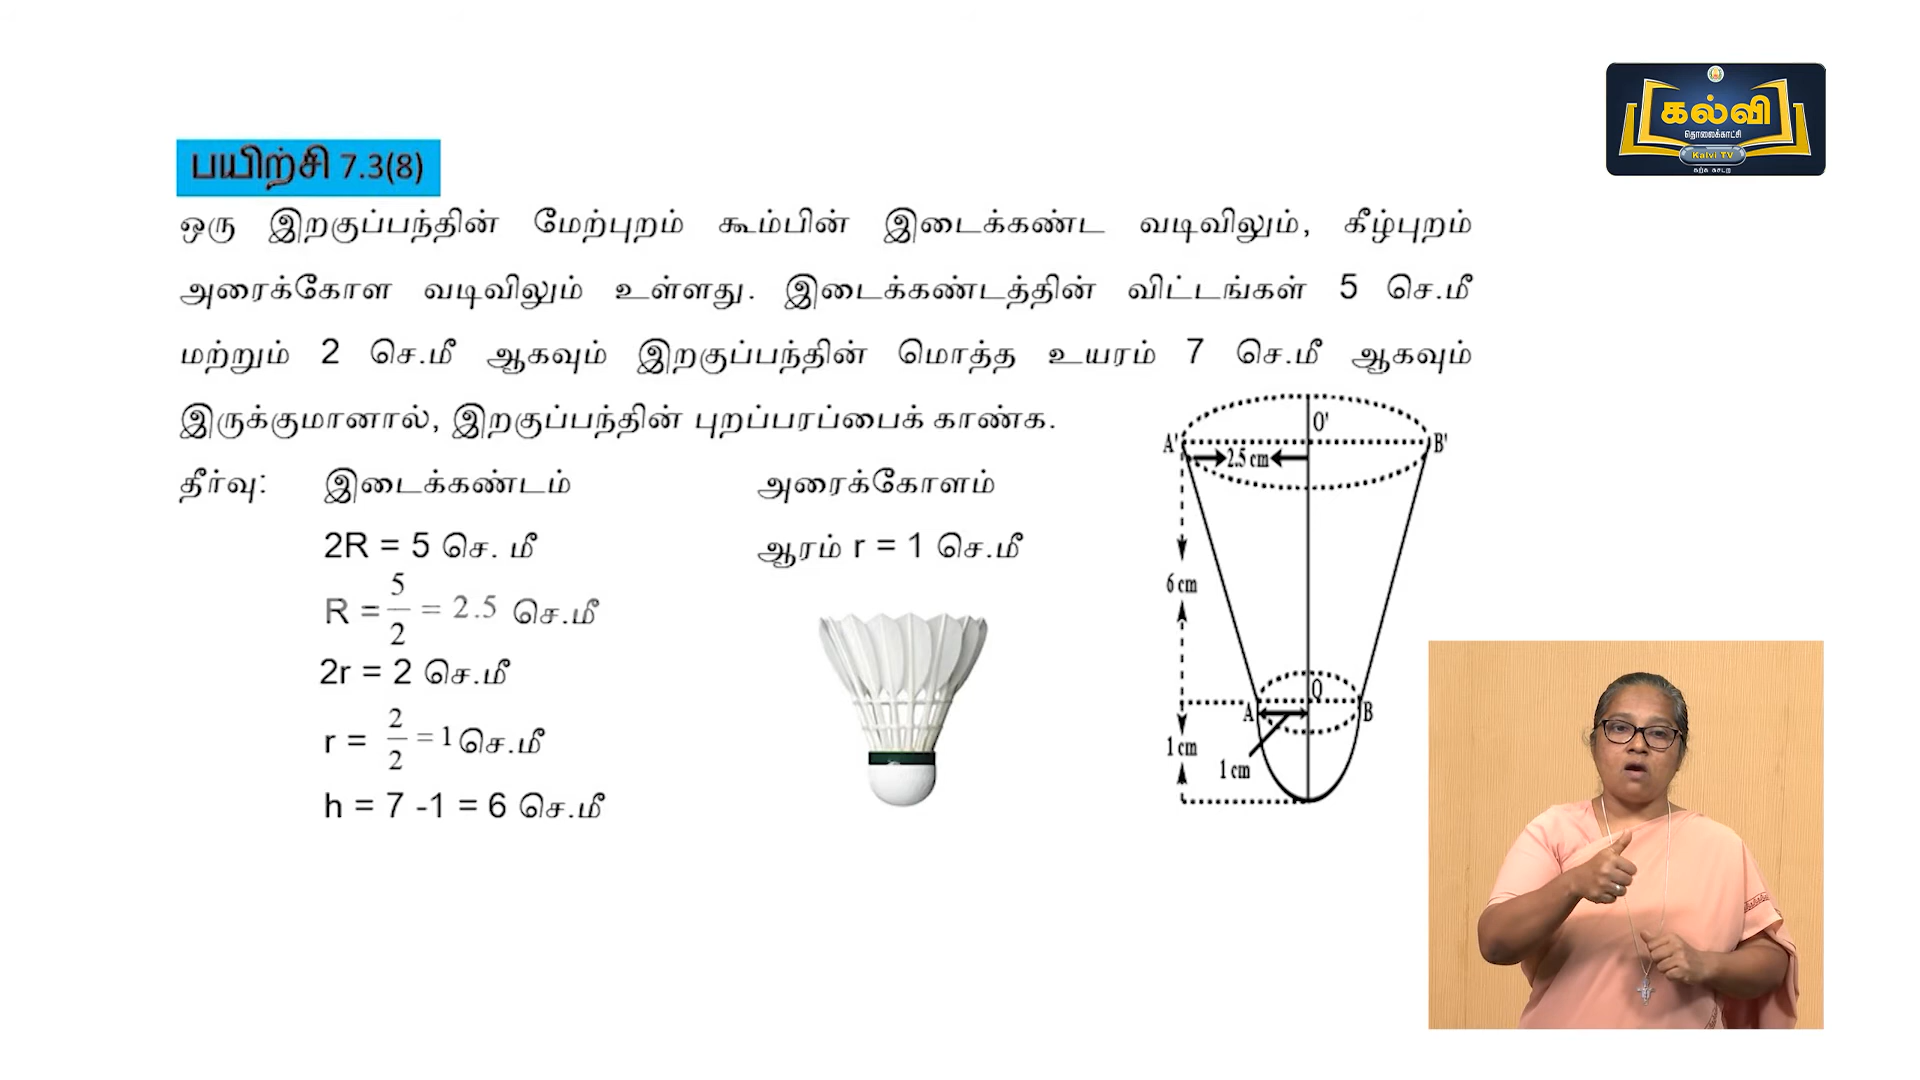 கல்வி
தொலைக்காட்சி
Kalvi TV
கற்க கசடற
பயிற்சி 7.3(8)
ஒரு இறகுப்பந்தின் மேற்புறம் கூம்பின் இடைக்கண்ட வடிவிலும், கீழ்புறம்
அரைக்கோள வடிவிலும் உள்ளது. இடைக்கண்டத்தின் விட்டங்கள் 5 செ.மீ
மற்றும் 2 செ.மீ ஆகவும் இறகுப்பந்தின் மொத்த உயரம் 7 செ.மீ ஆகவும்
இருக்குமானால், இறகுப்பந்தின் புறப்பரப்பைக் காண்க.
தீர்வு: இடைக்கண்டம் அரைக்கோளம்
2R = 5 செ. மீ ஆரம் r = 1 செ.மீ
R = 5/2 = 2.5 செ.மீ
2r = 2 செ.மீ
r = 2/2 = 1 செ.மீ
h = 7 -1 = 6 செ.மீ
O'
A' B'
2.5 cm
6 cm
O
A B
1 cm
1 cm